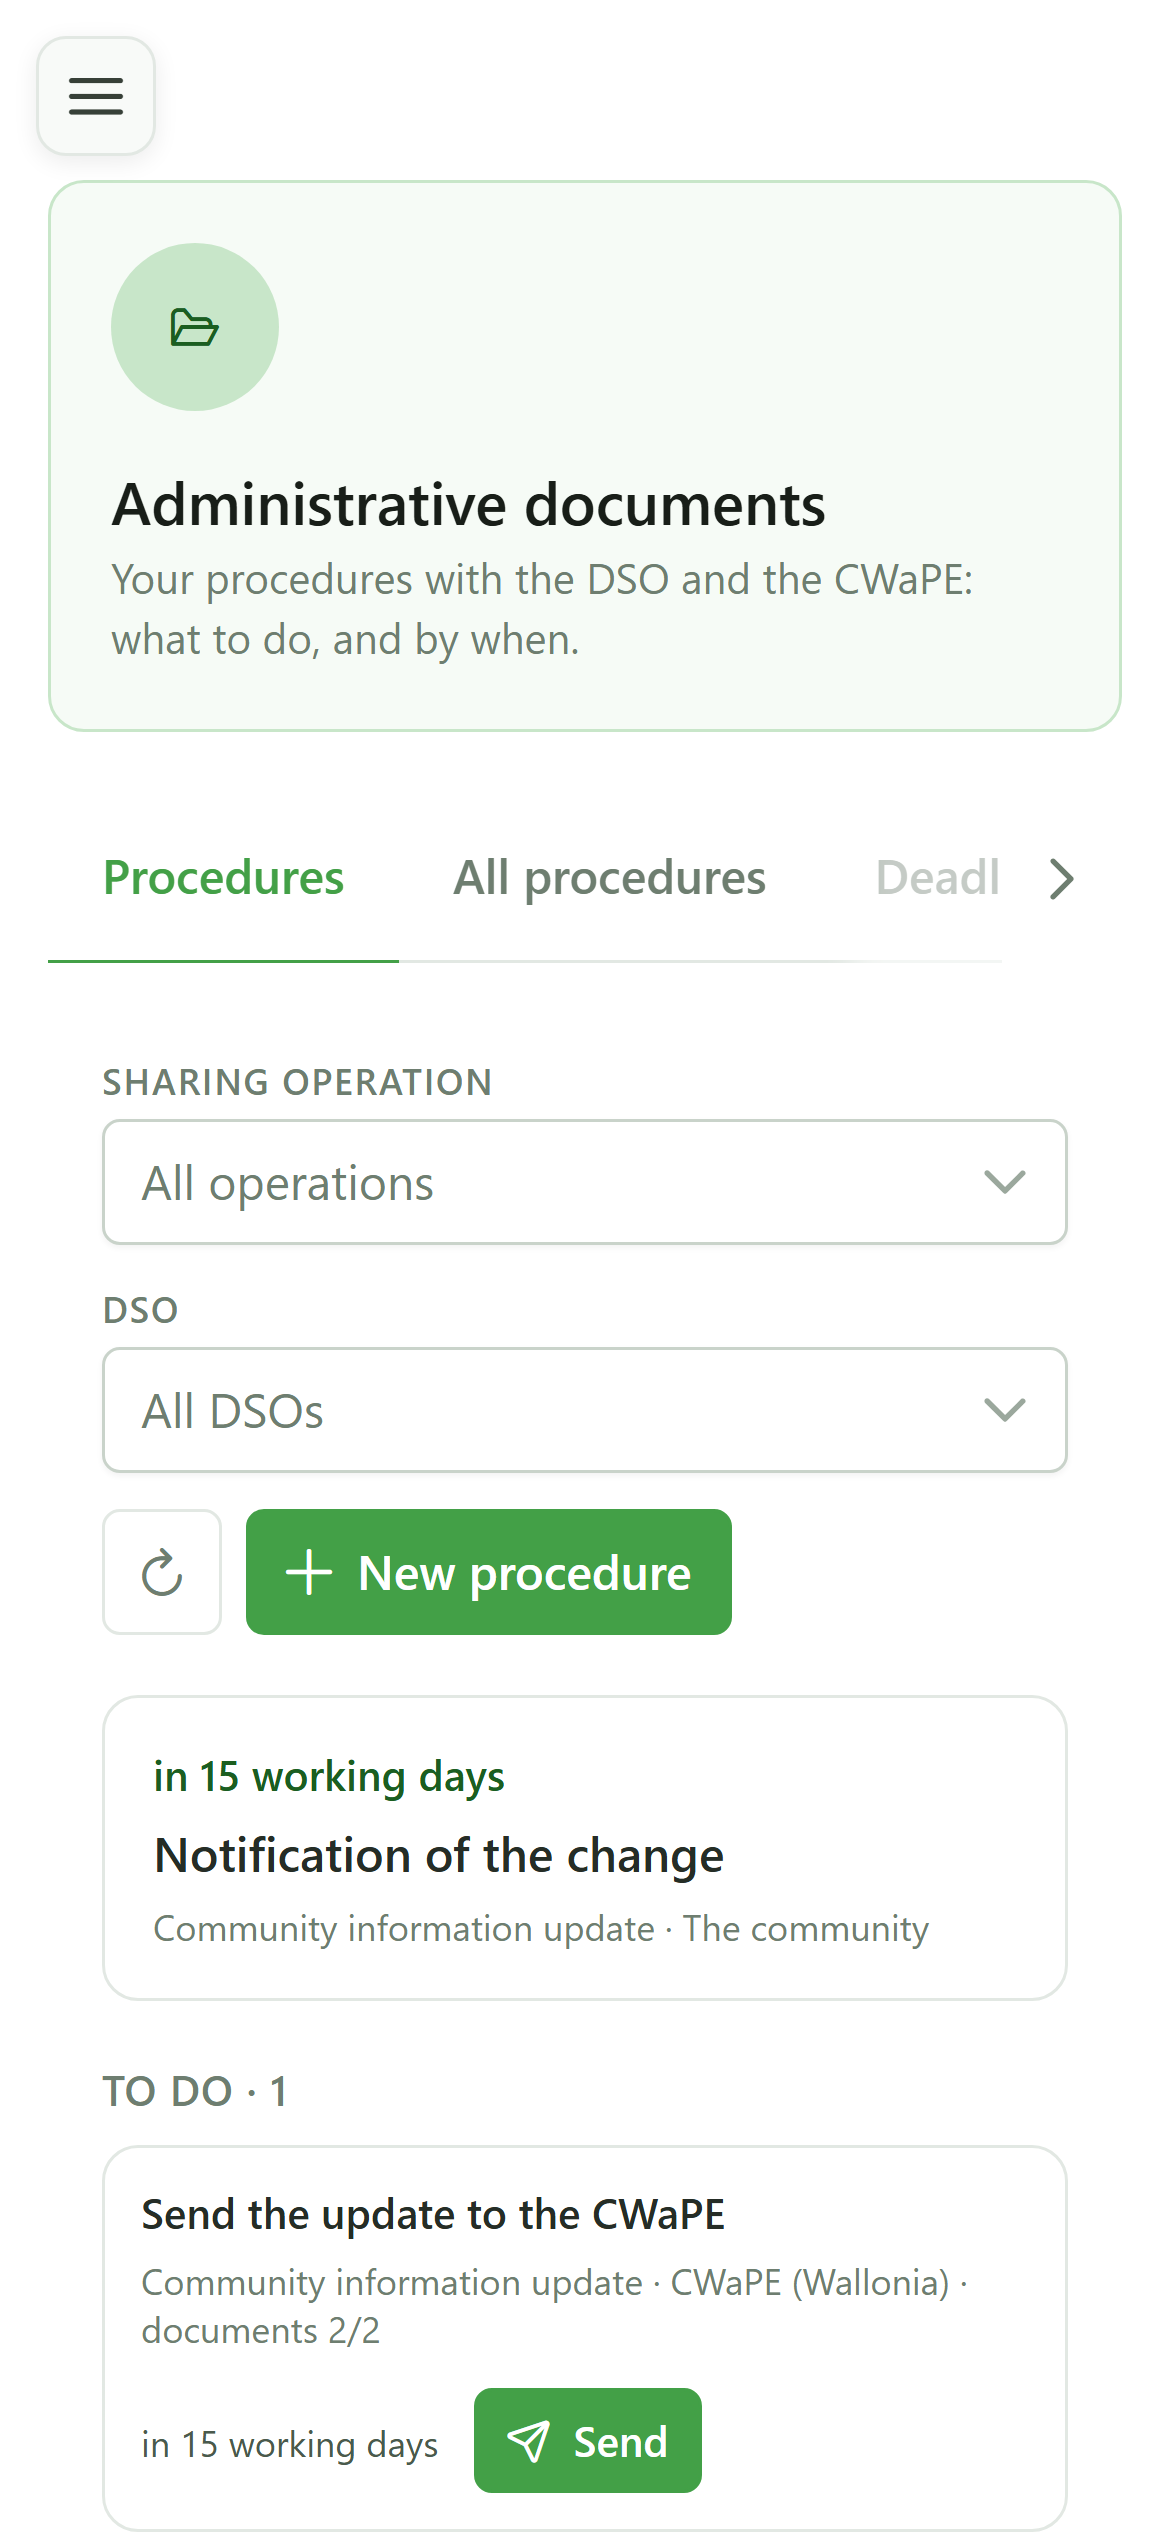 Administrative documents
Your procedures with the DSO and the CWaPE:
what to do, and by when.
Procedures
All procedures
Deadl
SHARING OPERATION
All operations
DSO
All DSOs
New procedure
in 15 working days
Notification of the change
Community information update · The community
TO DO · 1
Send the update to the CWaPE
Community information update · CWaPE (Wallonia) ·
documents 2/2
in 15 working days
Send